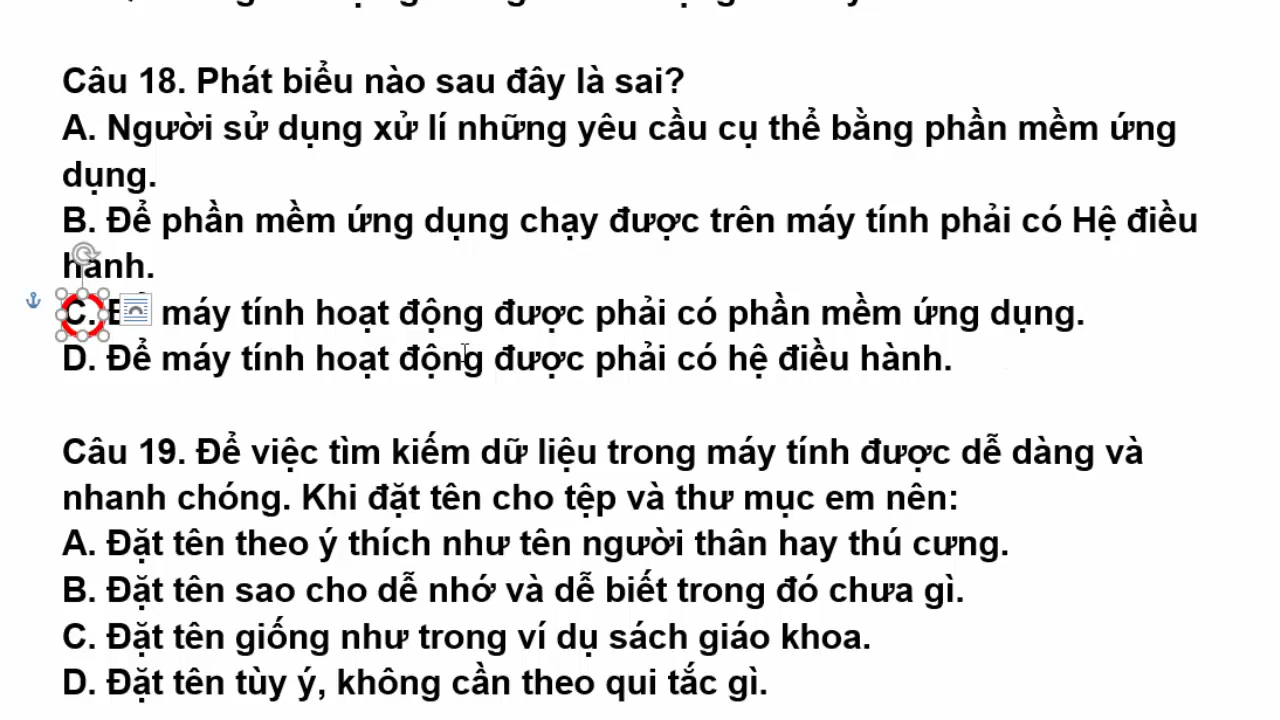 Câu 18. Phát biểu nào sau đây là sai?
A. Người sử dụng xử lí những yêu cầu cụ thể bằng phần mềm ứng
dụng.
B. Để phần mềm ứng dụng chạy được trên máy tính phải có Hệ điều
hành.
C. máy tính hoạt động được phải có phần mềm ứng dụng.
D. Để máy tính hoạt động được phải có hệ điều hành.
Câu 19. Để việc tìm kiếm dữ liệu trong máy tính được dễ dàng và
nhanh chóng. Khi đặt tên cho tệp và thư mục em nên:
A. Đặt tên theo ý thích như tên người thân hay thú cưng.
B. Đặt tên sao cho dễ nhớ và dễ biết trong đó chưa gì.
C. Đặt tên giống như trong ví dụ sách giáo khoa.
D. Đặt tên tùy ý, không cần theo qui tắc gì.